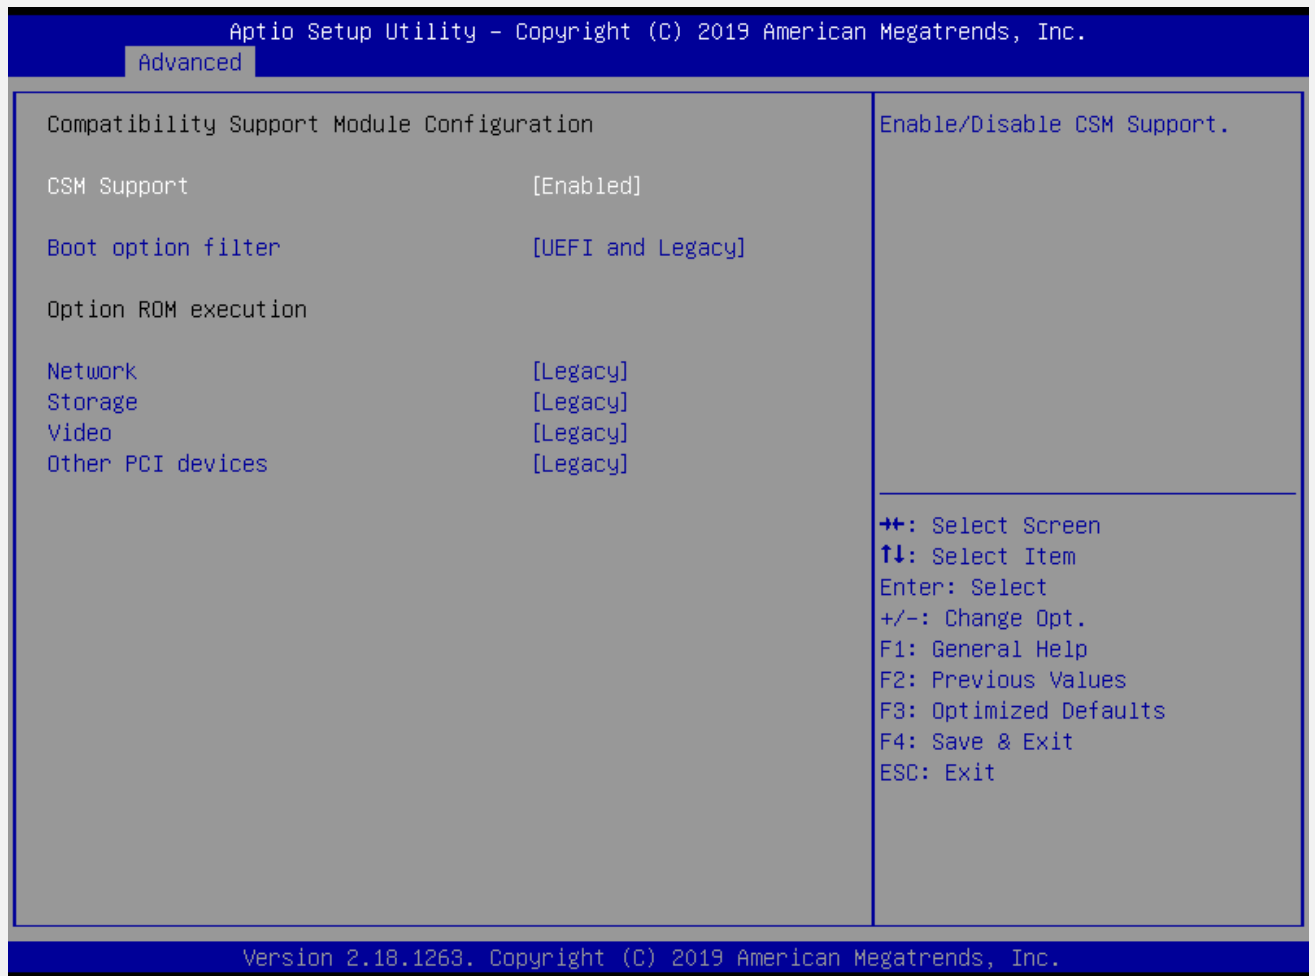 Aptio Setup Utility – Copyright (C) 2019 American Megatrends, Inc.
Advanced
Compatibility Support Module Configuration
CSM Support [Enabled]
Boot option filter [UEFI and Legacy]
Option ROM execution
Network [Legacy]
Storage [Legacy]
Video [Legacy]
Other PCI devices [Legacy]
Enable/Disable CSM Support.
→←: Select Screen
↑↓: Select Item
Enter: Select
+/-: Change Opt.
F1: General Help
F2: Previous Values
F3: Optimized Defaults
F4: Save & Exit
ESC: Exit
Version 2.18.1263. Copyright (C) 2019 American Megatrends, Inc.